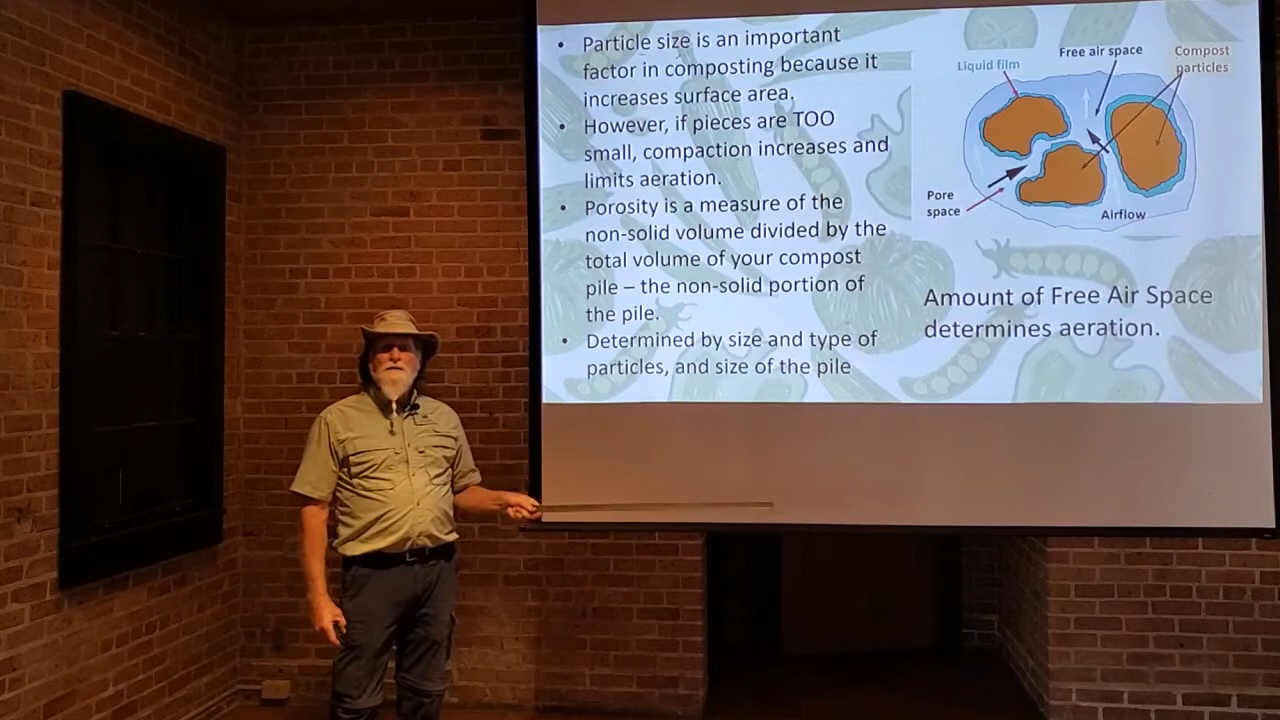 • Particle size is an important
factor in composting because it
increases surface area.
• However, if pieces are TOO
small, compaction increases and
limits aeration.
• Porosity is a measure of the
non-solid volume divided by the
total volume of your compost
pile – the non-solid portion of
the pile.
• Determined by size and type of
particles, and size of the pile
Liquid film
Free air space
Compost
particles
Pore
space
Airflow
Amount of Free Air Space
determines aeration.